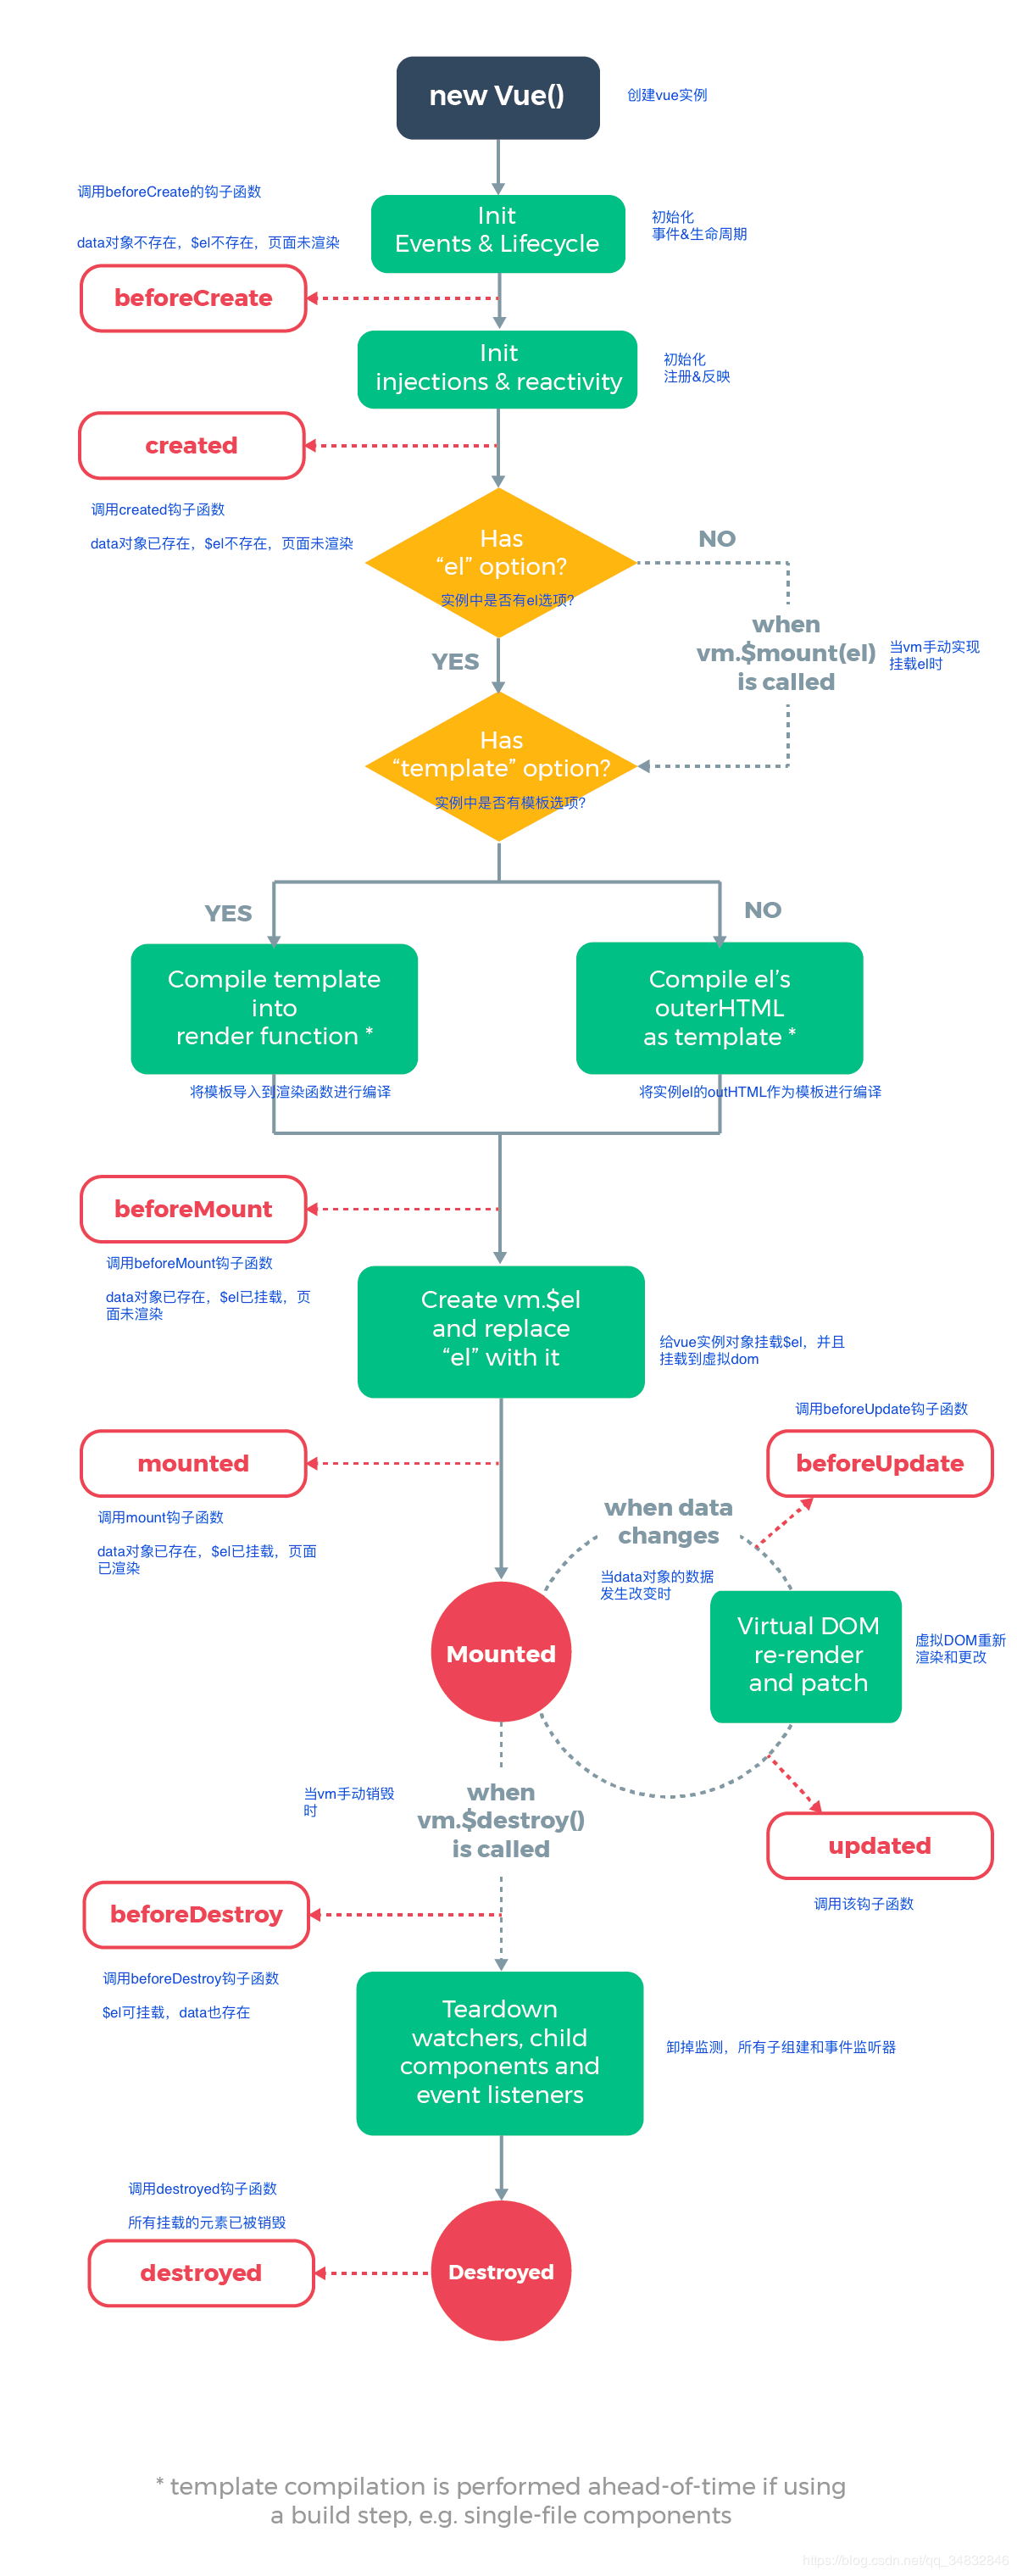 new Vue()
创建vue实例
调用beforeCreate的钩子函数
Init
Events & Lifecycle
初始化
事件&生命周期
data对象不存在，$el不存在，页面未渲染
beforeCreate
Init
injections & reactivity
初始化
注册&反映
created
调用created钩子函数
data对象已存在，$el不存在，页面未渲染
Has
“el” option?
实例中是否有el选项?
NO
when
vm.$mount(el)
is called
当vm手动实现
挂载el时
YES
Has
“template” option?
实例中是否有模板选项?
YES
NO
Compile template
into
render function *
Compile el’s
outerHTML
as template *
将模板导入到渲染函数进行编译
将实例el的outHTML作为模板进行编译
beforeMount
调用beforeMount钩子函数
data对象已存在，$el已挂载，页
面未渲染
Create vm.$el
and replace
“el” with it
给vue实例对象挂载$el，并且
挂载到虚拟dom
调用beforeUpdate钩子函数
mounted
beforeUpdate
调用mount钩子函数
data对象已存在，$el已挂载，页面
已渲染
when data
changes
当data对象的数据
发生改变时
Mounted
Virtual DOM
re-render
and patch
虚拟DOM重新
渲染和更改
当vm手动销毁
时
when
vm.$destroy()
is called
updated
调用该钩子函数
beforeDestroy
调用beforeDestroy钩子函数
$el可挂载，data也存在
Teardown
watchers, child
components and
event listeners
卸掉监测，所有子组建和事件监听器
调用destroyed钩子函数
所有挂载的元素已被销毁
destroyed
Destroyed
* template compilation is performed ahead-of-time if using
a build step, e.g. single-file components
https://blog.csdn.net/qq_34832846